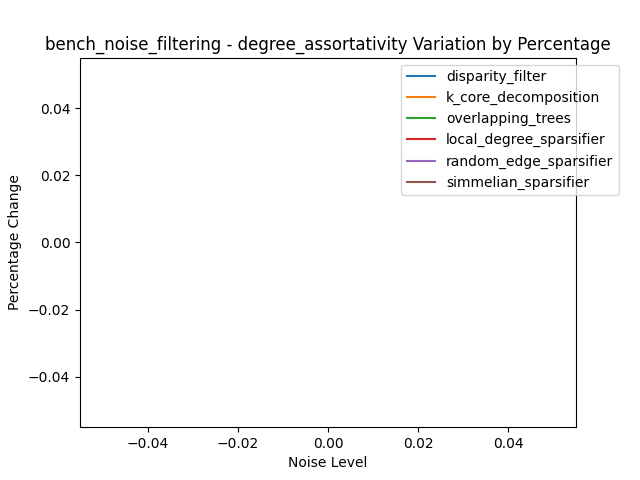 bench_noise_filtering - degree_assortativity Variation by Percentage
disparity_filter
k_core_decomposition
overlapping_trees
local_degree_sparsifier
random_edge_sparsifier
simmelian_sparsifier
Percentage Change
0.04
0.02
0.00
−0.02
−0.04
−0.04 −0.02 0.00 0.02 0.04
Noise Level